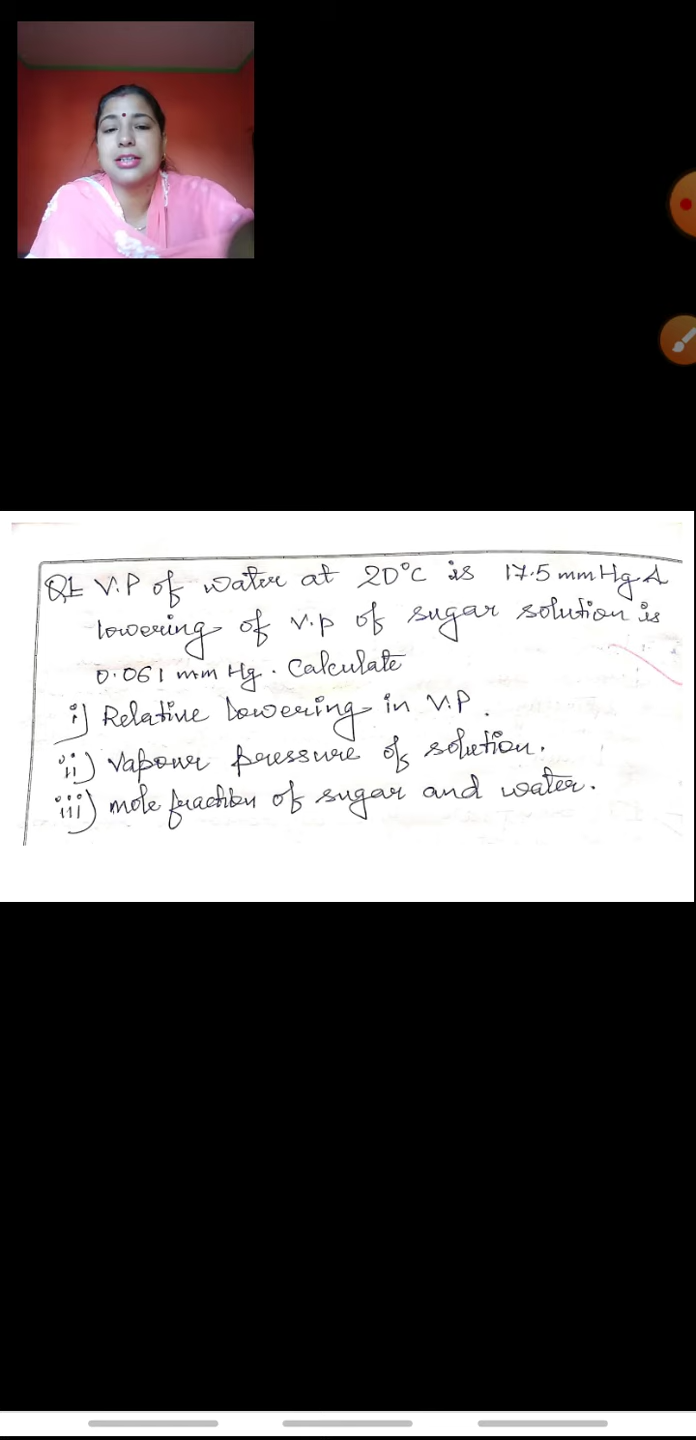 Q1 V.P of water at 20°C is 17.5 mm Hg. A
lowering of v.p of sugar solution is
0.061 mm Hg. Calculate
i) Relative lowering in V.P.
ii) Vapour pressure of solution.
iii) mole fraction of sugar and water.